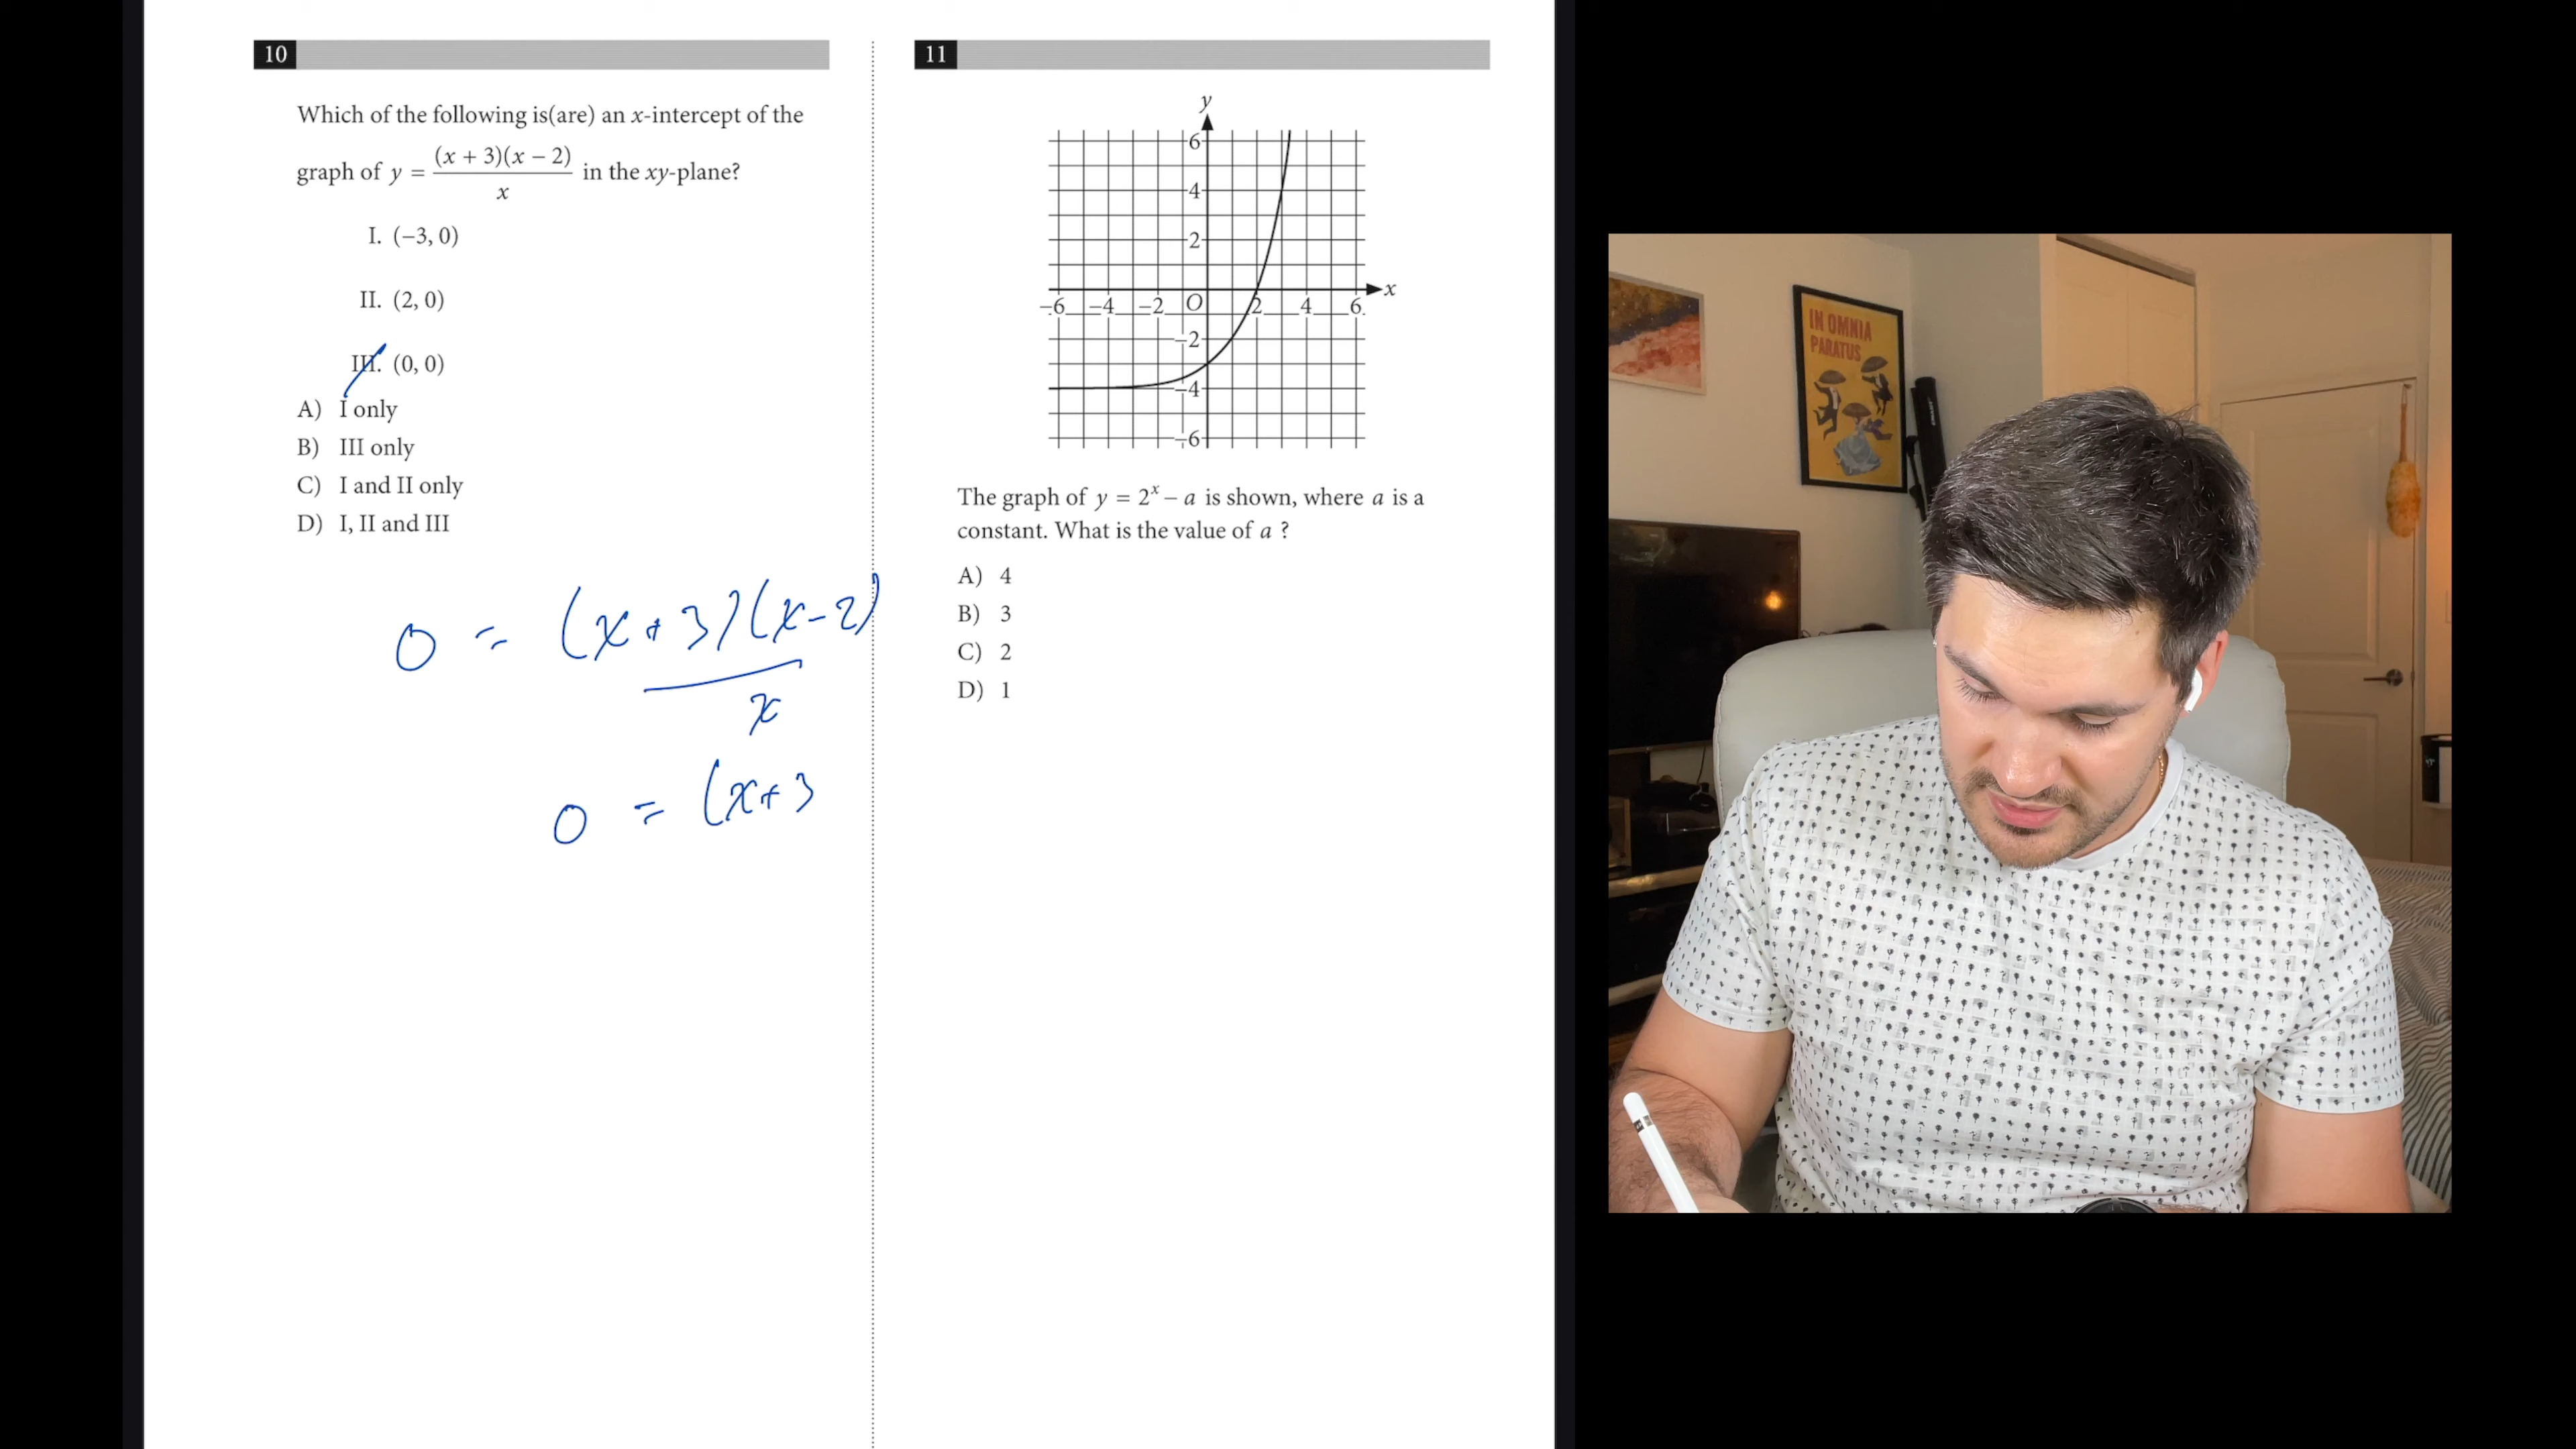 10
Which of the following is(are) an x-intercept of the
graph of y = (x + 3)(x − 2) / x in the xy-plane?
I. (−3, 0)
II. (2, 0)
III. (0, 0)
A) I only
B) III only
C) I and II only
D) I, II and III
0 = (x+3)(x-2)
x
0 = (x+3
11
y
6
4
2
−6 −4 −2 O 2 4 6 x
−2
−4
−6
The graph of y = 2ˣ − a is shown, where a is a
constant. What is the value of a ?
A) 4
B) 3
C) 2
D) 1
IN OMNIA
PARATUS